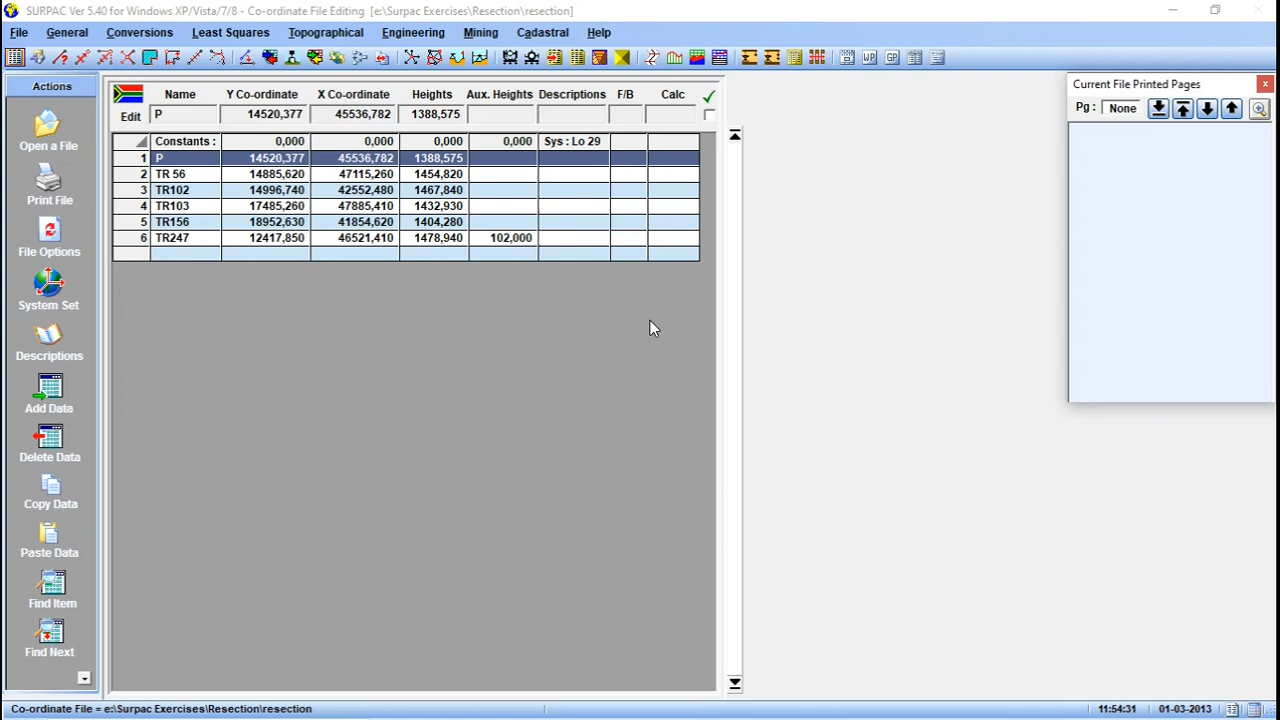 SURPAC Ver 5.40 for Windows XP/Vista/7/8 - Co-ordinate File Editing [e:\Surpac Exercises\Resection\resection]
File General Conversions Least Squares Topographical Engineering Mining Cadastral Help
WP GP
Actions
Open a File
Print File
File Options
System Set
Descriptions
Add Data
Delete Data
Copy Data
Paste Data
Find Item
Find Next
Name Y Co-ordinate X Co-ordinate Heights Aux. Heights Descriptions F/B Calc
Edit P 14520,377 45536,782 1388,575
Constants : 0,000 0,000 0,000 0,000 Sys : Lo 29
1 P 14520,377 45536,782 1388,575
2 TR 56 14885,620 47115,260 1454,820
3 TR102 14996,740 42552,480 1467,840
4 TR103 17485,260 47885,410 1432,930
5 TR156 18952,630 41854,620 1404,280
6 TR247 12417,850 46521,410 1478,940 102,000
Current File Printed Pages
Pg : None
Co-ordinate File = e:\Surpac Exercises\Resection\resection
11:54:31 01-03-2013